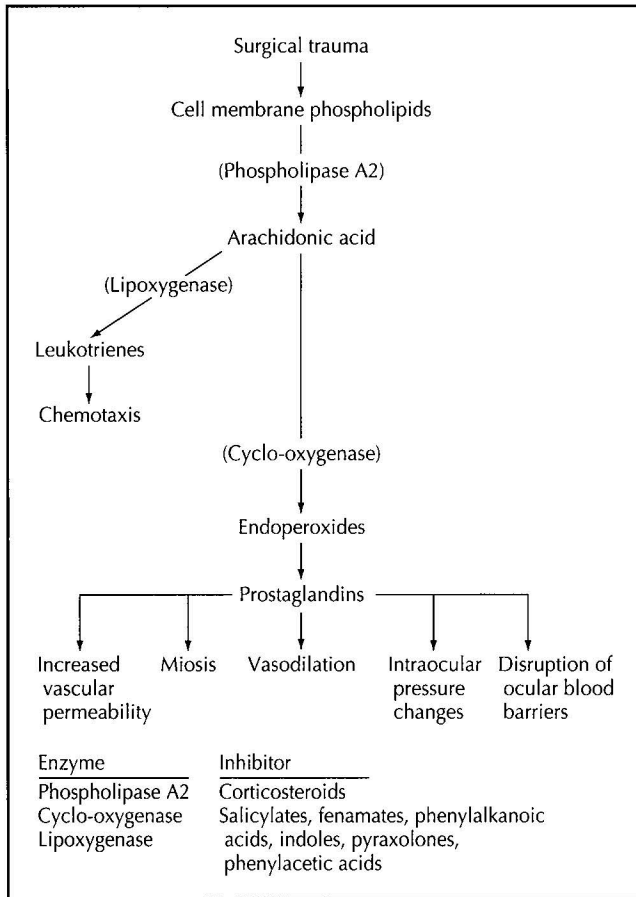 Surgical trauma
Cell membrane phospholipids
(Phospholipase A2)
Arachidonic acid
(Lipoxygenase)
Leukotrienes
Chemotaxis
(Cyclo-oxygenase)
Endoperoxides
Prostaglandins
Increased
vascular
permeability
Miosis
Vasodilation
Intraocular
pressure
changes
Disruption of
ocular blood
barriers
Enzyme Inhibitor
Phospholipase A2 Corticosteroids
Cyclo-oxygenase Salicylates, fenamates, phenylalkanoic
Lipoxygenase acids, indoles, pyraxolones,
phenylacetic acids